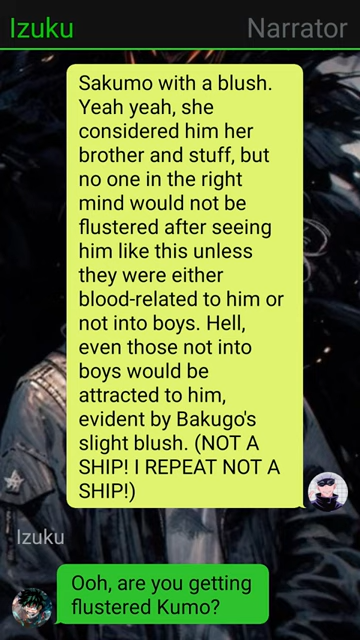 Izuku
Narrator
Sakumo with a blush.
Yeah yeah, she
considered him her
brother and stuff, but
no one in the right
mind would not be
flustered after seeing
him like this unless
they were either
blood-related to him or
not into boys. Hell,
even those not into
boys would be
attracted to him,
evident by Bakugo's
slight blush. (NOT A
SHIP! I REPEAT NOT A
SHIP!)
Izuku
Ooh, are you getting
flustered Kumo?